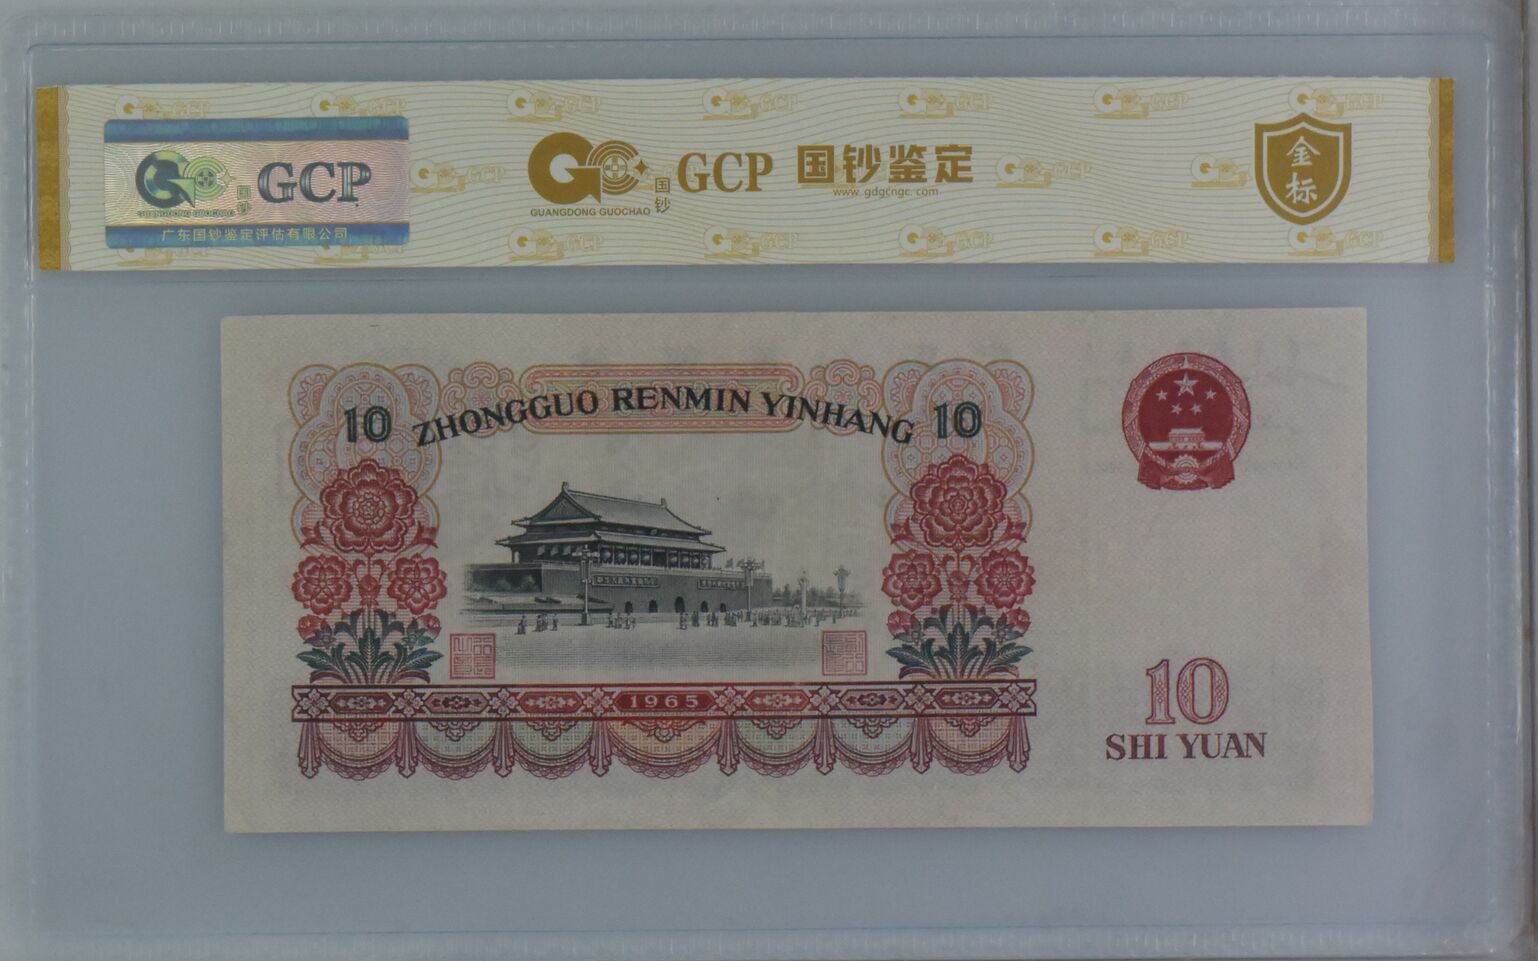 GCP
国钞
GUANGDONG GUOCHAO
广东国钞鉴定评估有限公司
GCP 国钞鉴定
国钞
GUANGDONG GUOCHAO
www.gdgcngc.com
金标
10 ZHONGGUO RENMIN YINHANG 10
1965
10
SHI YUAN